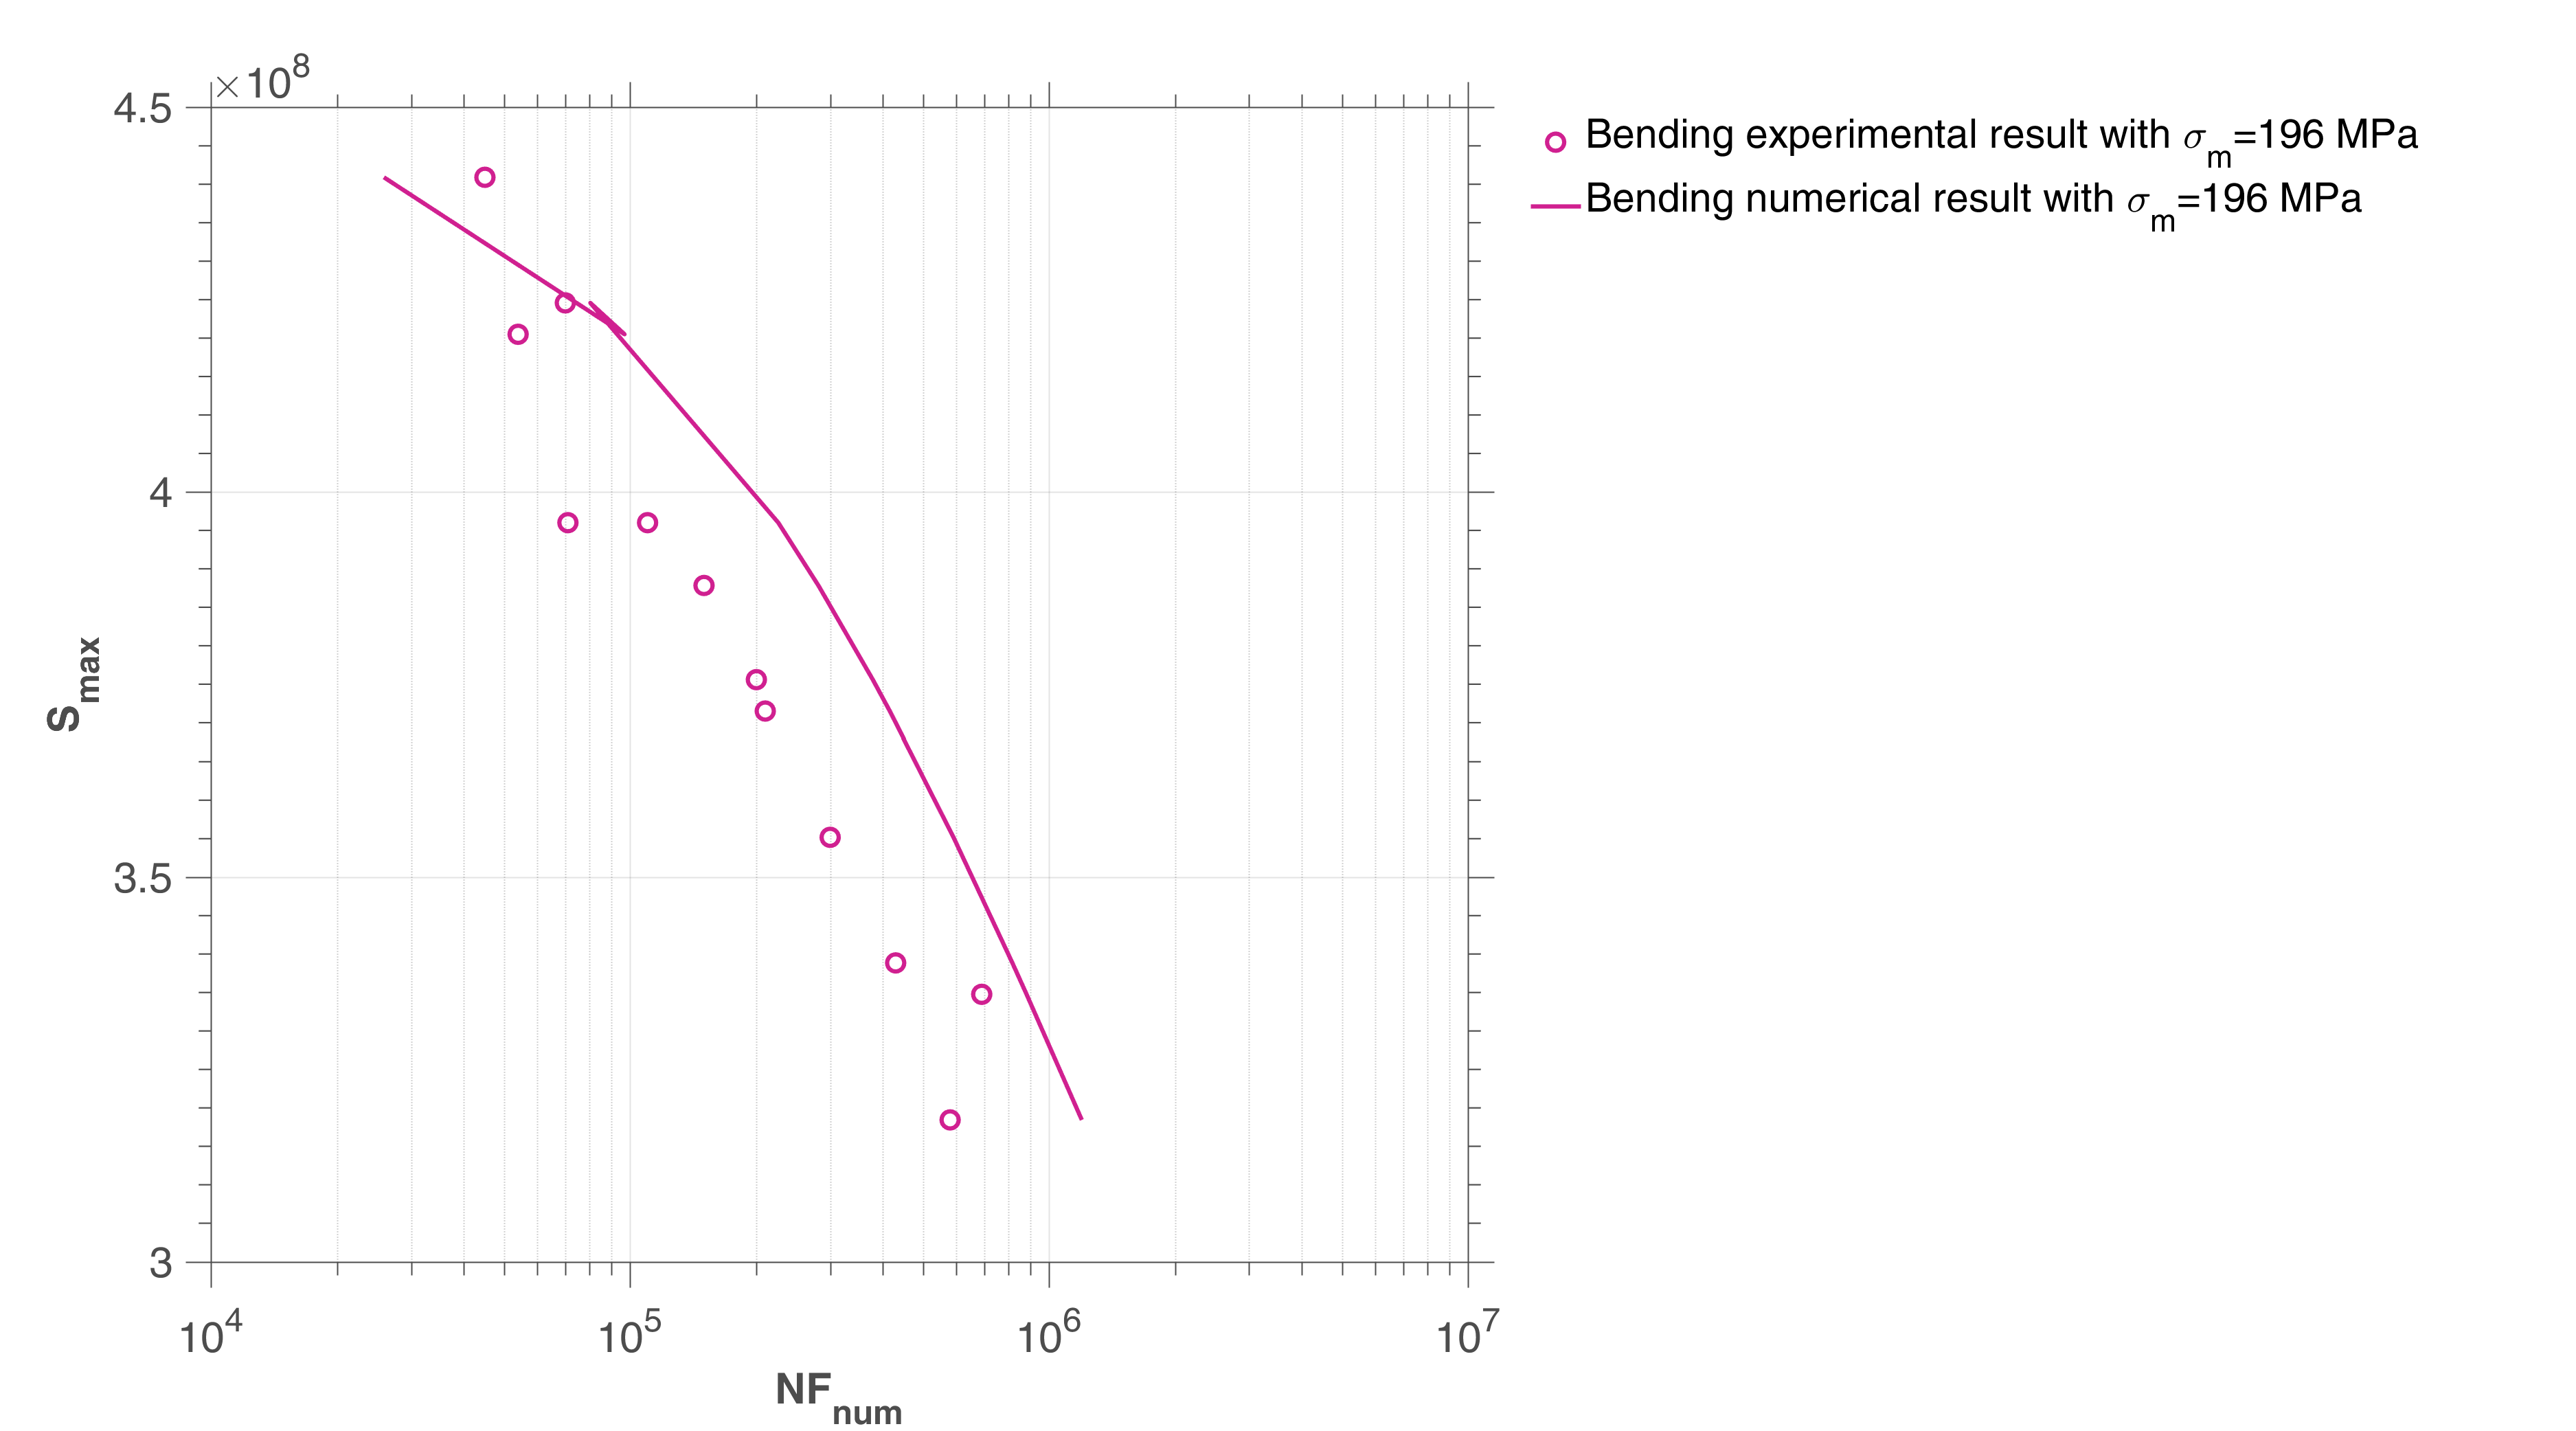 ×10^8
4.5
4
3.5
3
S_max
10^4 10^5 10^6 10^7
NF_num
Bending experimental result with σ_m=196 MPa
Bending numerical result with σ_m=196 MPa